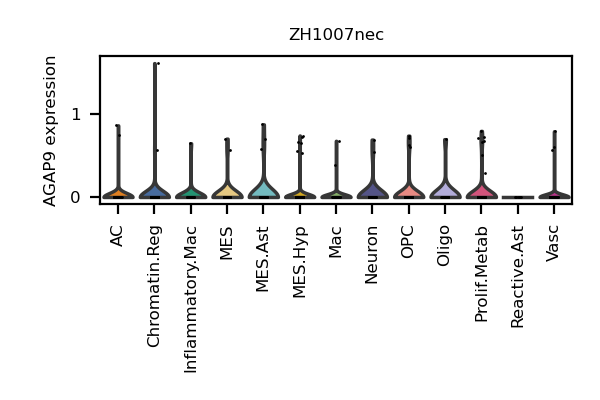 ZH1007nec
AGAP9 expression
1
0
AC
Chromatin.Reg
Inflammatory.Mac
MES
MES.Ast
MES.Hyp
Mac
Neuron
OPC
Oligo
Prolif.Metab
Reactive.Ast
Vasc